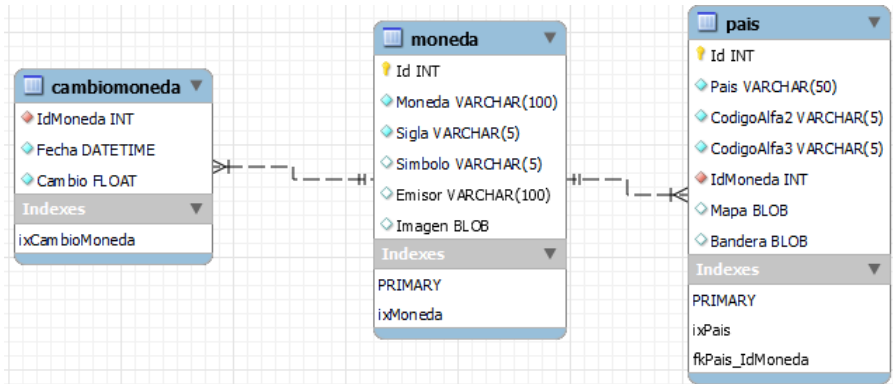 cambiomoneda
IdMoneda INT
Fecha DATETIME
Cambio FLOAT
Indexes
ixCambioMoneda
moneda
Id INT
Moneda VARCHAR(100)
Sigla VARCHAR(5)
Simbolo VARCHAR(5)
Emisor VARCHAR(100)
Imagen BLOB
Indexes
PRIMARY
ixMoneda
pais
Id INT
Pais VARCHAR(50)
CodigoAlfa2 VARCHAR(5)
CodigoAlfa3 VARCHAR(5)
IdMoneda INT
Mapa BLOB
Bandera BLOB
Indexes
PRIMARY
ixPais
fkPais_IdMoneda